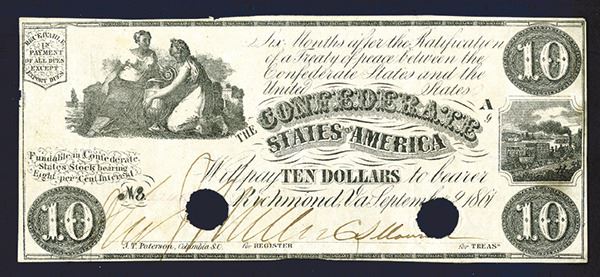 RECEIVABLE
IN
PAYMENT
OF ALL DUES
EXCEPT
EXPORT DUES
Six Months after the Ratification
of a Treaty of peace between the
Confederate States and the
United States
10
A
9
THE CONFEDERATE
STATES OF AMERICA
Fundable in Confederate
States Stock bearing
Eight per Cent Interest
Will pay TEN DOLLARS to bearer
No.
Richmond, Va September 2 1861
10
10
J. T. Paterson, Columbia S.C.
for REGISTER
for TREASR